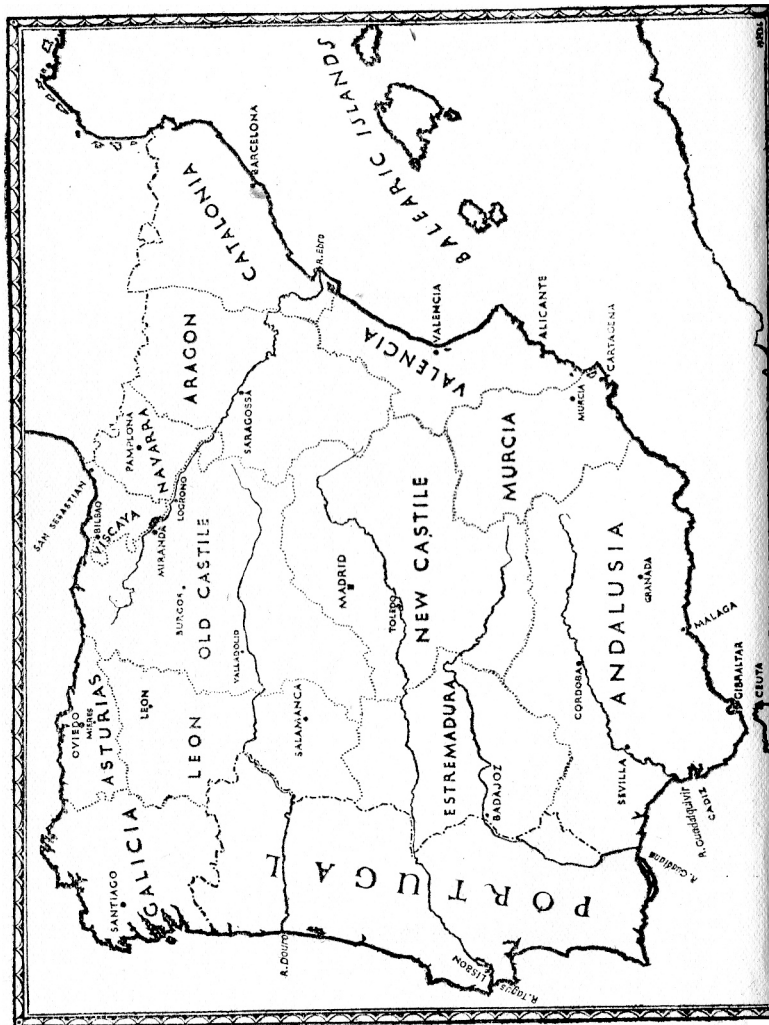 SAN SEBASTIAN
BILBAO
VISCAYA
PAMPLONA
NAVARRA
MIRANDA
LOGRONO
OVIEDO
MIERES
ASTURIAS
SANTIAGO
GALICIA
LEON
LEON
BURGOS
OLD CASTILE
VALLADOLID
ARAGON
SARAGOSSA
CATALONIA
BARCELONA
R. Ebro
SALAMANCA
MADRID
TOLEDO
NEW CASTILE
VALENCIA
VALENCIA
BALEARIC ISLANDS
ALICANTE
MURCIA
MURCIA
CARTAGENA
ESTREMADURA
BADAJOZ
PORTUGAL
R. Douro
R. Tagus
LISBON
R. Guadiana
CORDOBA
SEVILLA
ANDALUSIA
GRANADA
MALAGA
R. Guadalquivir
CADIZ
GIBRALTAR
CEUTA